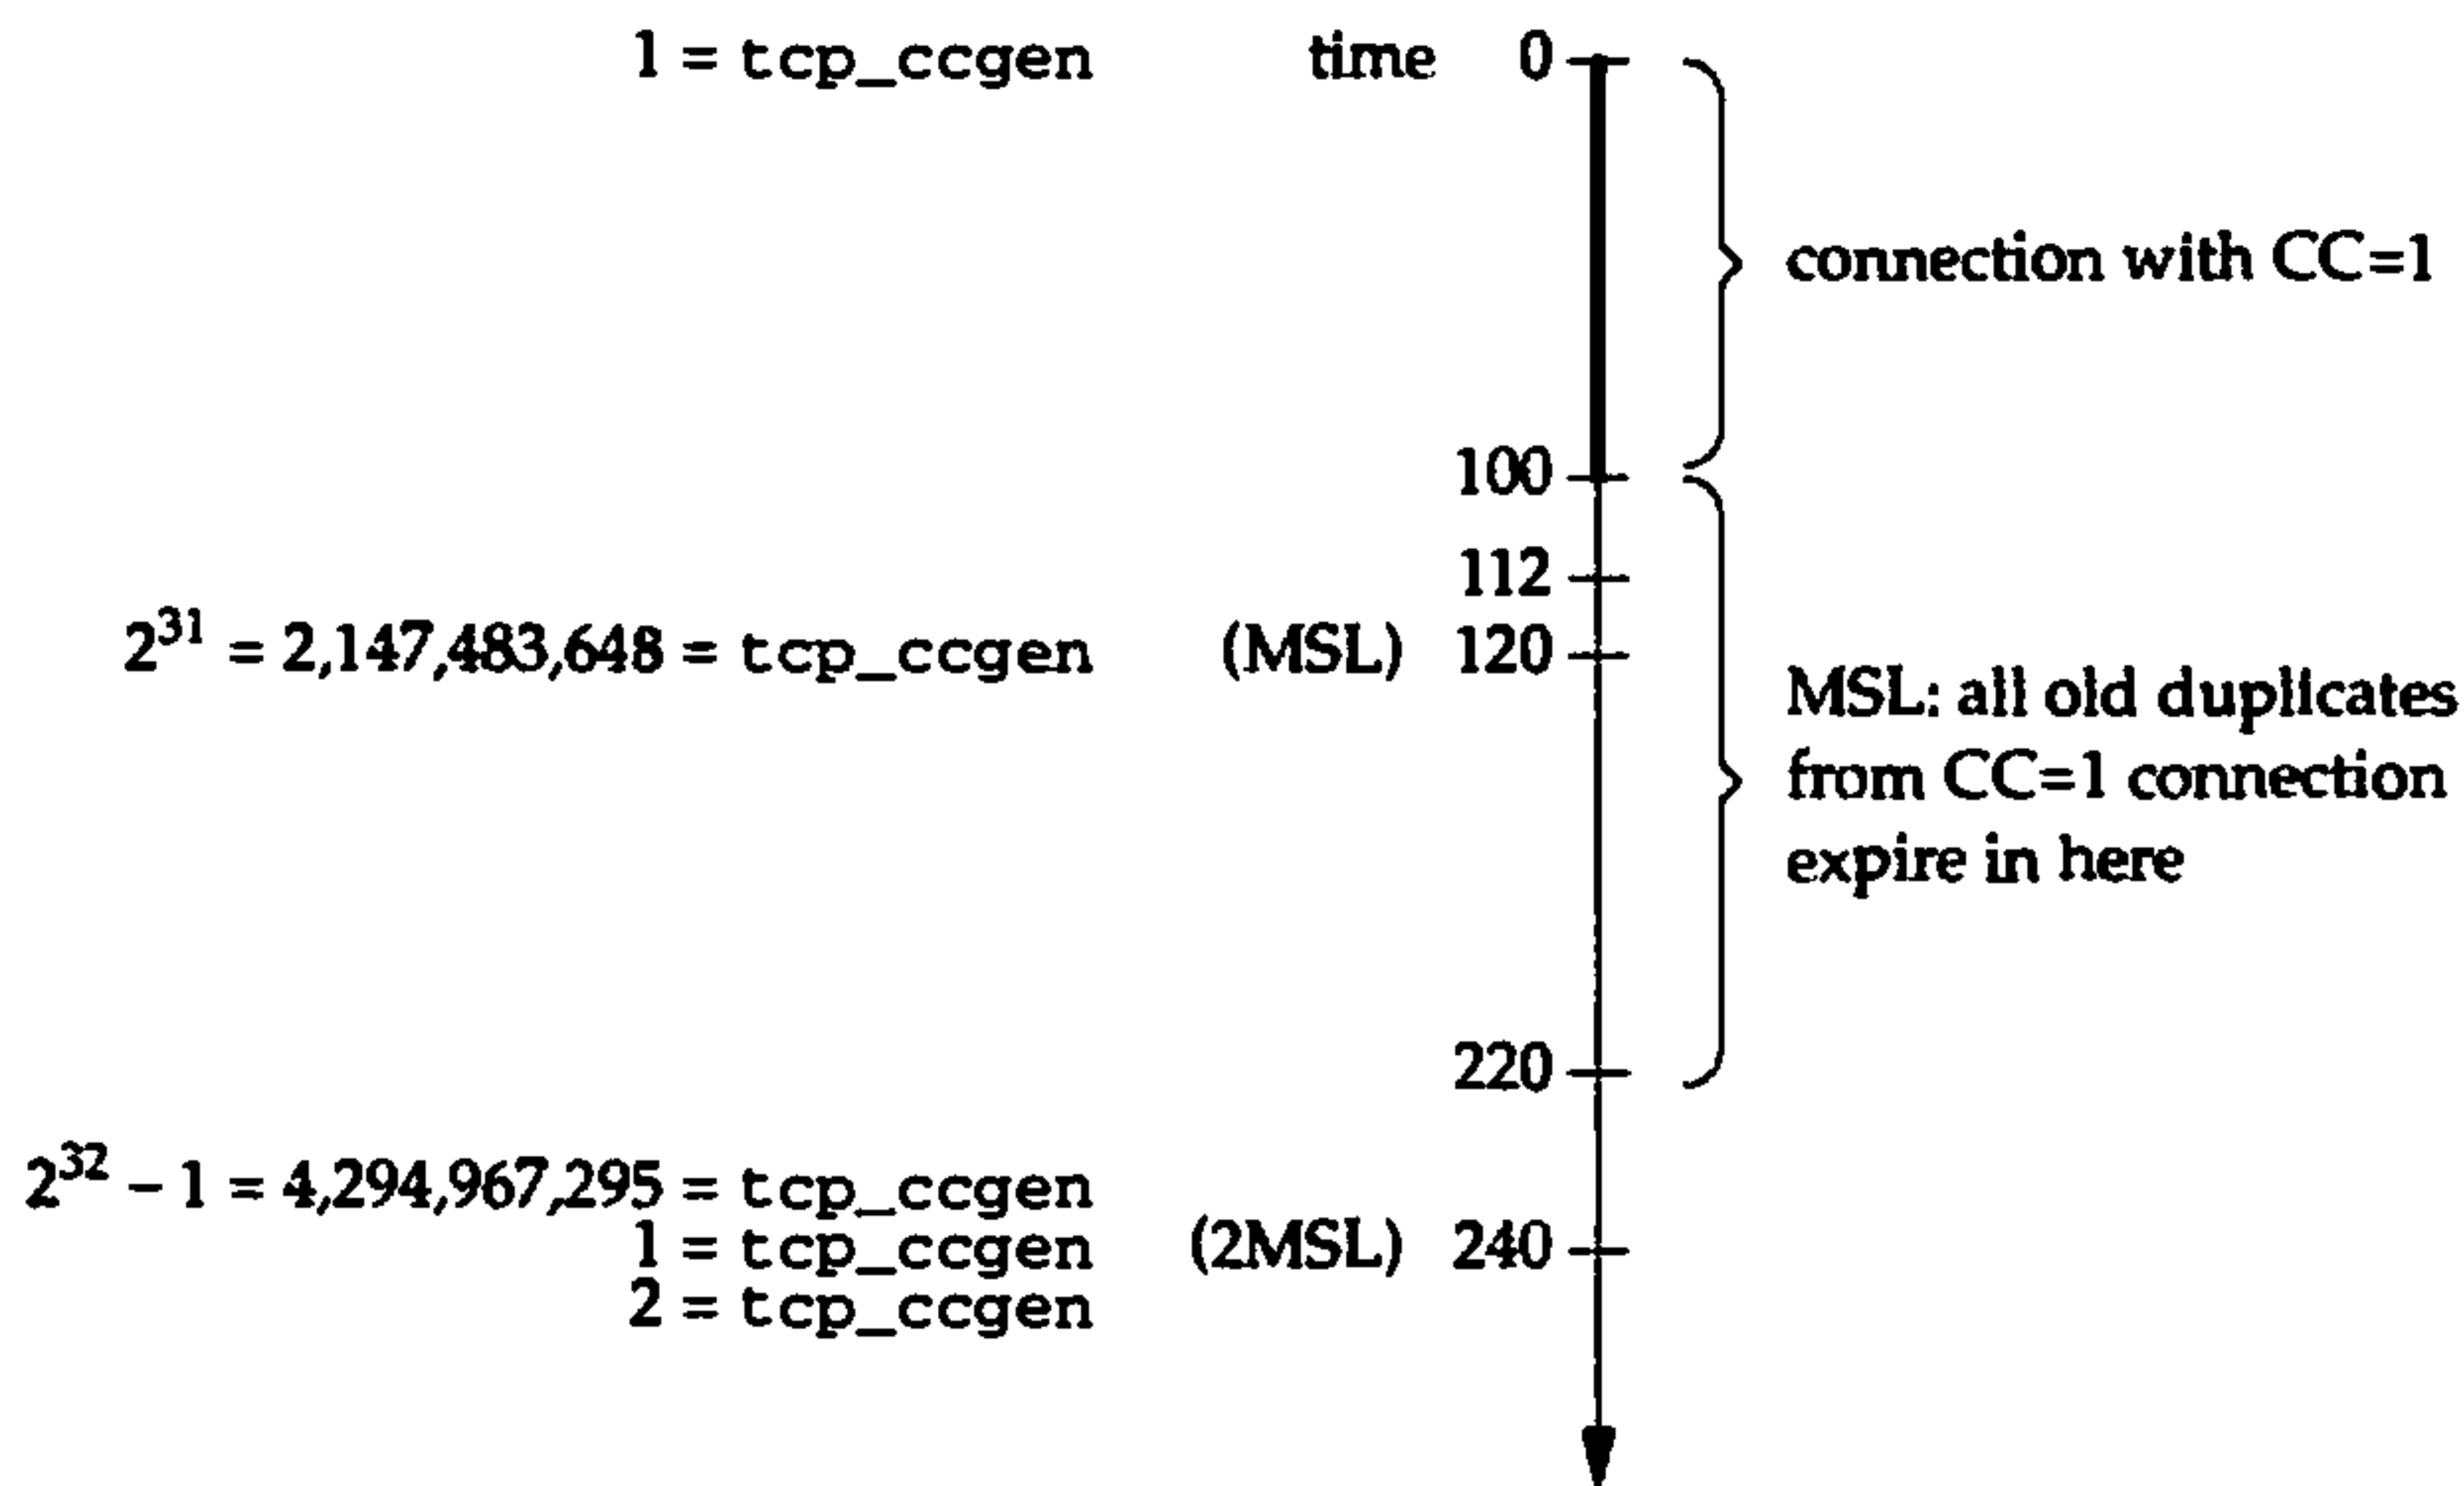 1 = tcp_ccgen time 0
connection with CC=1
100
112
2^31 = 2,147,483,648 = tcp_ccgen (MSL) 120
MSL: all old duplicates
from CC=1 connection
expire in here
220
2^32 – 1 = 4,294,967,295 = tcp_ccgen
1 = tcp_ccgen (2MSL) 240
2 = tcp_ccgen